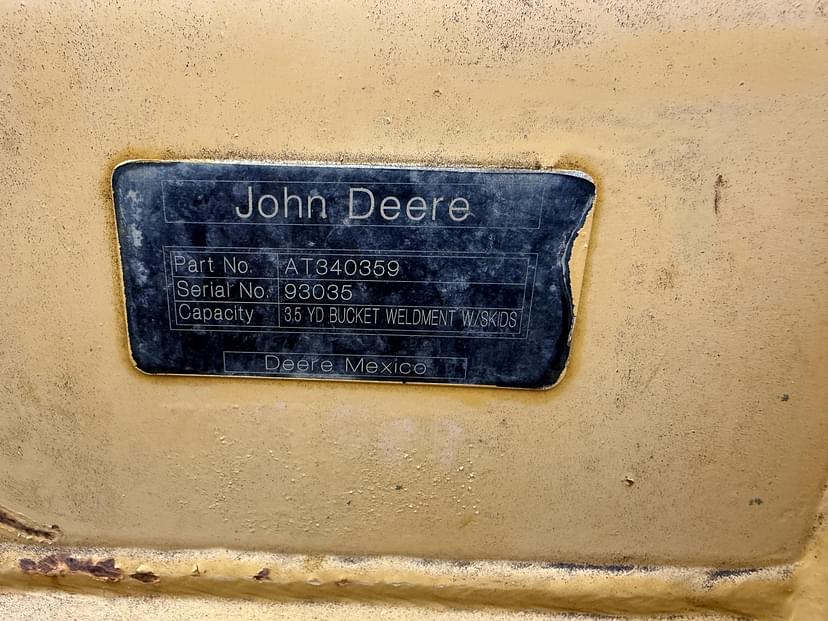 John Deere
Part No. AT340359
Serial No. 93035
Capacity 3.5 YD BUCKET WELDMENT W/SKIDS
Deere Mexico